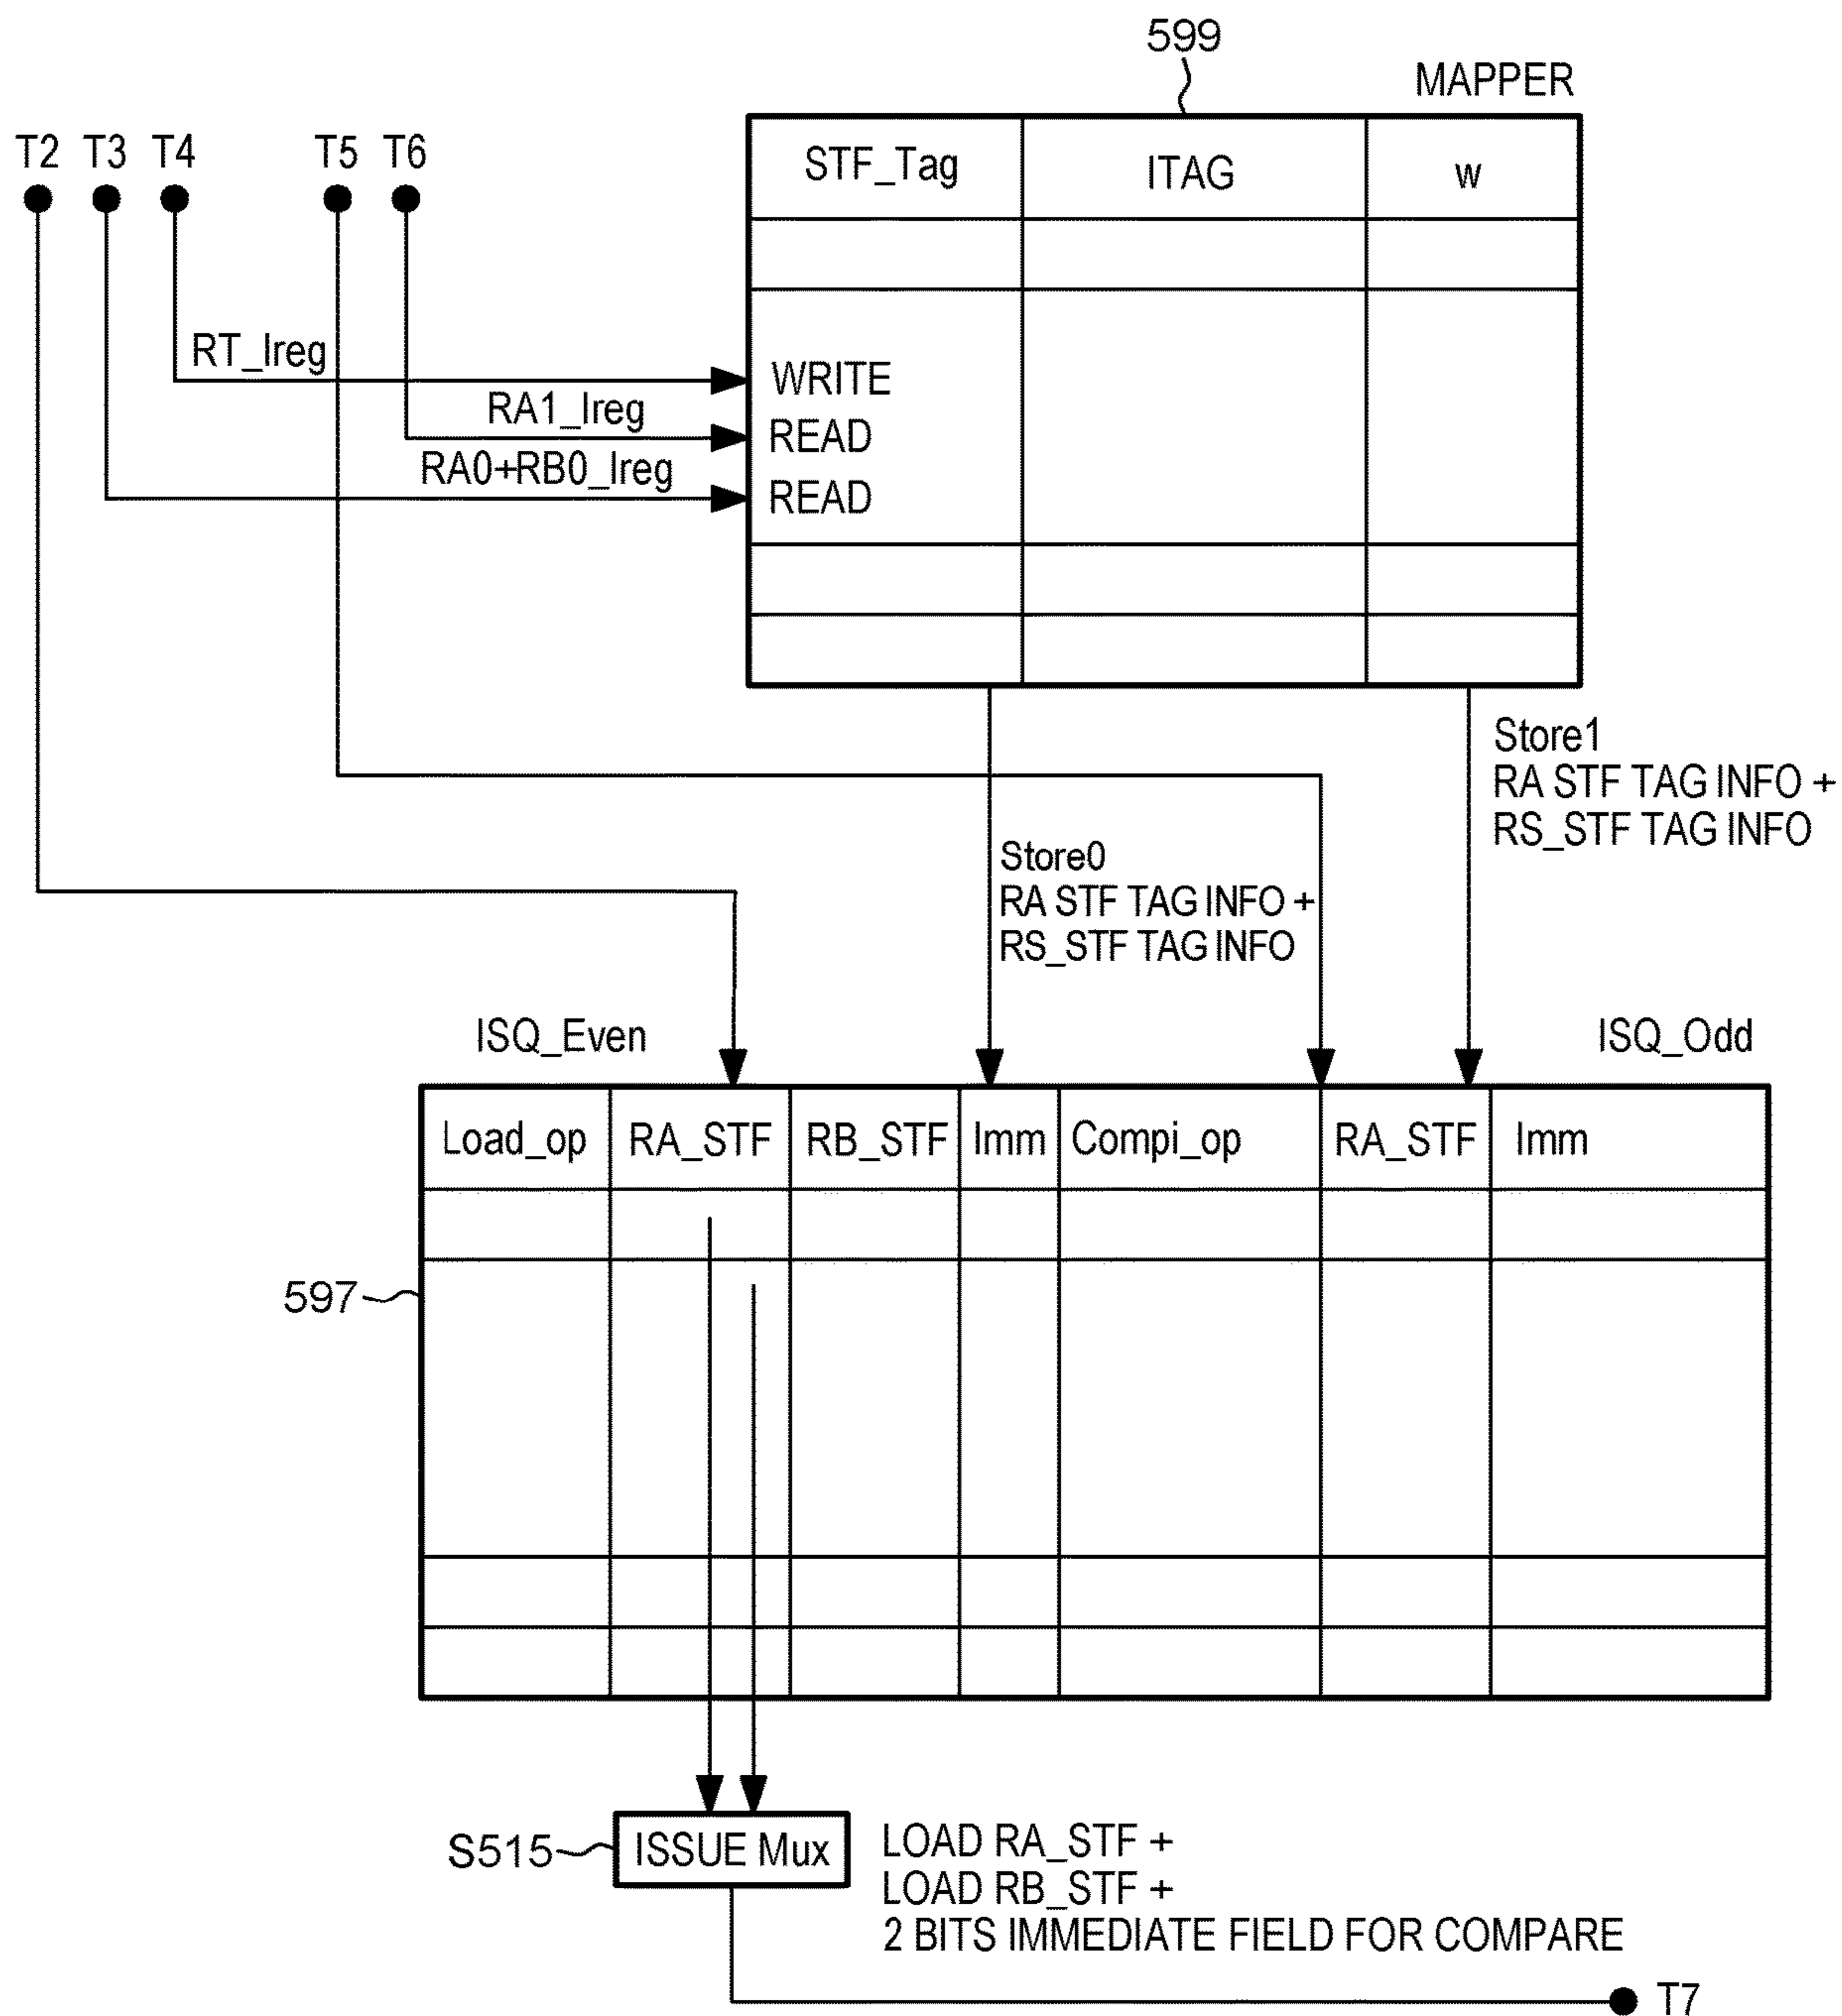 599
MAPPER
T2 T3 T4 T5 T6
STF_Tag ITAG w
RT_Ireg
WRITE
RA1_Ireg
READ
RA0+RB0_Ireg
READ
Store1
RA STF TAG INFO +
RS_STF TAG INFO
Store0
RA STF TAG INFO +
RS_STF TAG INFO
ISQ_Even
ISQ_Odd
Load_op RA_STF RB_STF Imm Compi_op RA_STF Imm
597
S515
ISSUE Mux
LOAD RA_STF +
LOAD RB_STF +
2 BITS IMMEDIATE FIELD FOR COMPARE
T7